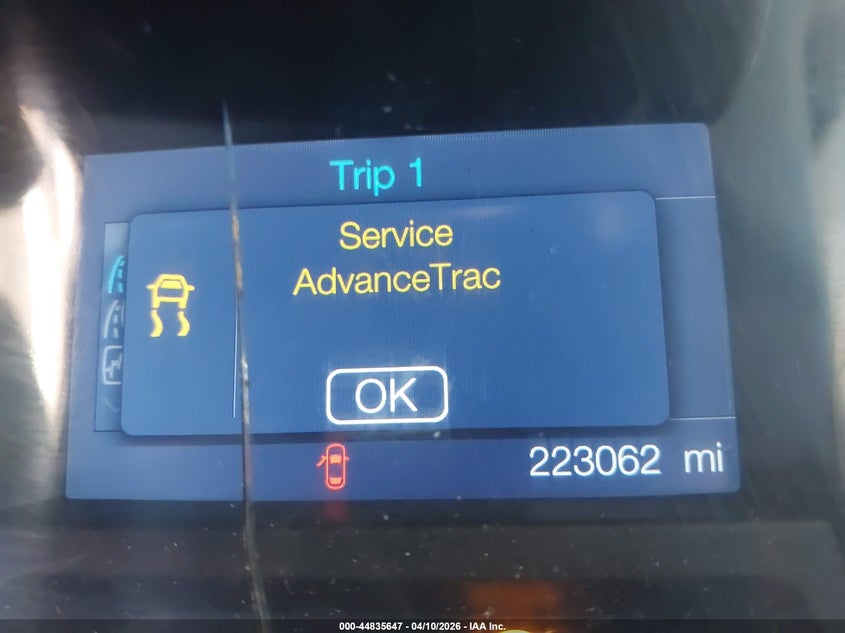 Trip 1
Service
AdvanceTrac
OK
223062 mi
000-44835647 - 04/10/2026 - IAA Inc.